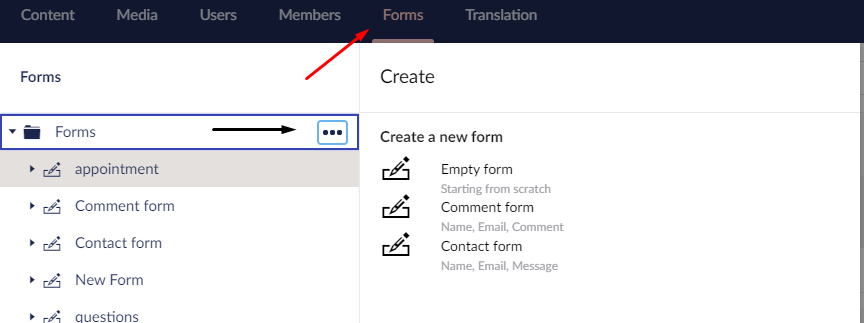 Content Media Users Members Forms Translation
Forms
Forms
appointment
Comment form
Contact form
New Form
questions
Create
Create a new form
Empty form
Starting from scratch
Comment form
Name, Email, Comment
Contact form
Name, Email, Message